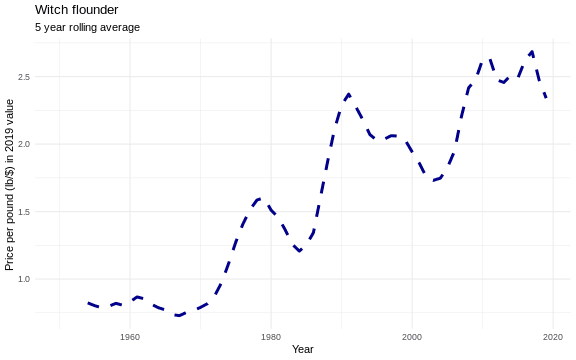 Witch flounder
5 year rolling average
Price per pound (lb/$) in 2019 value
2.5
2.0
1.5
1.0
1960
1980
2000
2020
Year